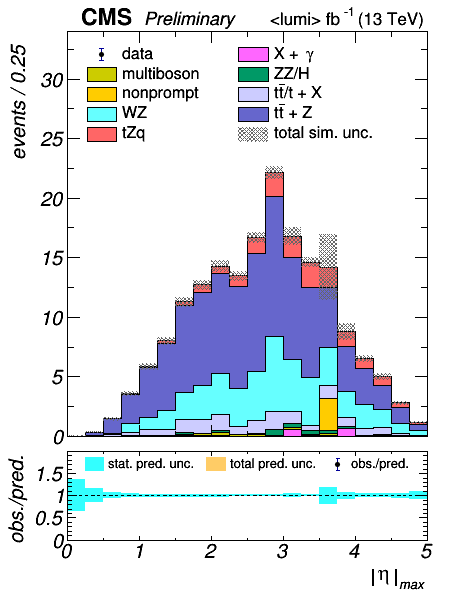 CMS Preliminary <lumi> fb⁻¹ (13 TeV)
events / 0.25
30
25
20
15
10
5
0
data
multiboson
nonprompt
WZ
tZq
X + γ
ZZ/H
tt̄/t + X
tt̄ + Z
total sim. unc.
obs./pred.
1.5
1
0.5
0
stat. pred. unc. total pred. unc. obs./pred.
0 1 2 3 4 5
|η|max